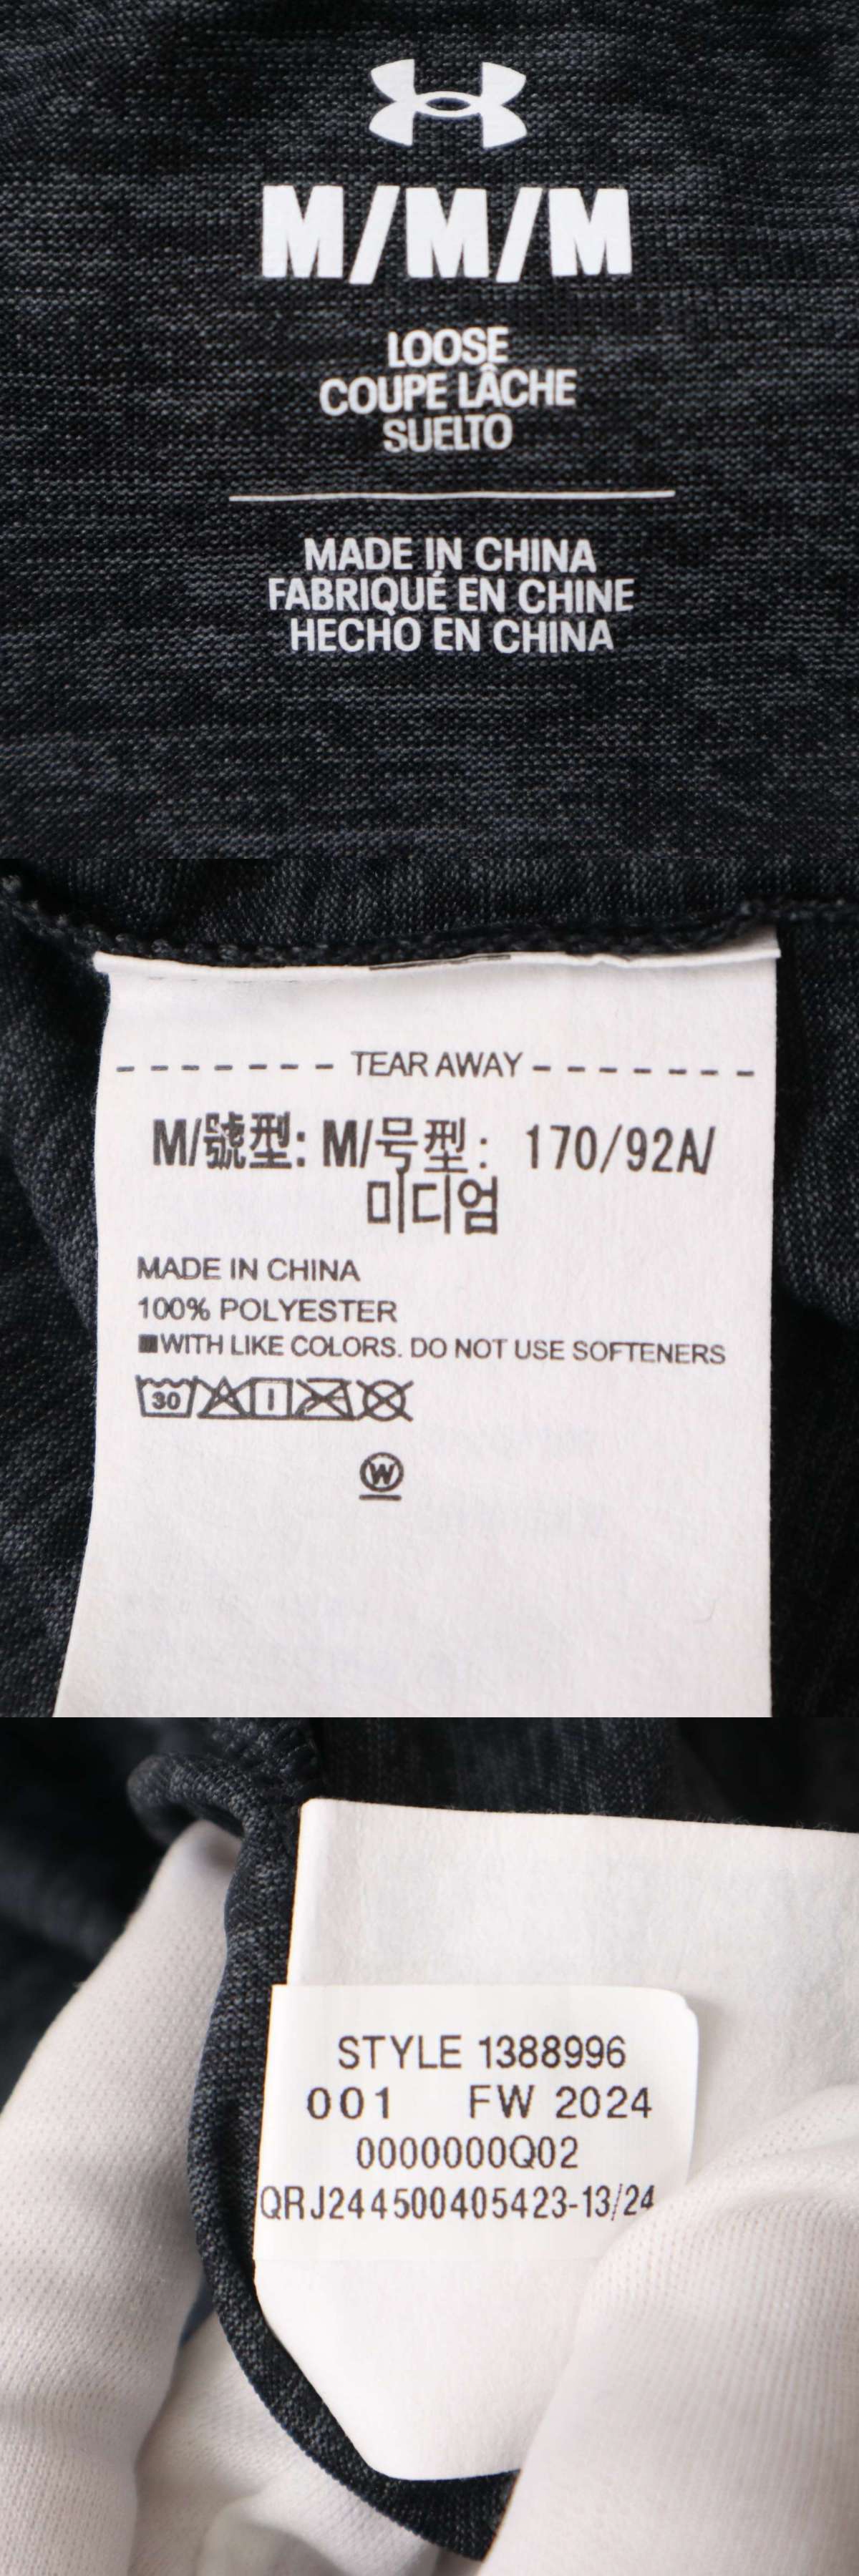 M/M/M
LOOSE
COUPE LÂCHE
SUELTO
MADE IN CHINA
FABRIQUÉ EN CHINE
HECHO EN CHINA
- - - - - - - TEAR AWAY - - - - - - -
M/號型: M/号型: 170/92A/
미디엄
MADE IN CHINA
100% POLYESTER
WITH LIKE COLORS. DO NOT USE SOFTENERS
30
W
STYLE 1388996
001 FW 2024
0000000Q02
QRJ244500405423-13/24